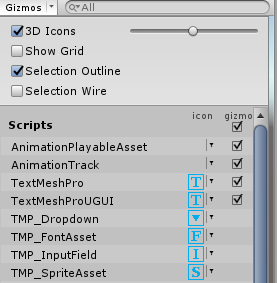 Gizmos All
3D Icons
Show Grid
Selection Outline
Selection Wire
icon gizmo
Scripts
AnimationPlayableAsset
AnimationTrack
TextMeshPro T
TextMeshProUGUI T
TMP_Dropdown
TMP_FontAsset F
TMP_InputField I
TMP_SpriteAsset S